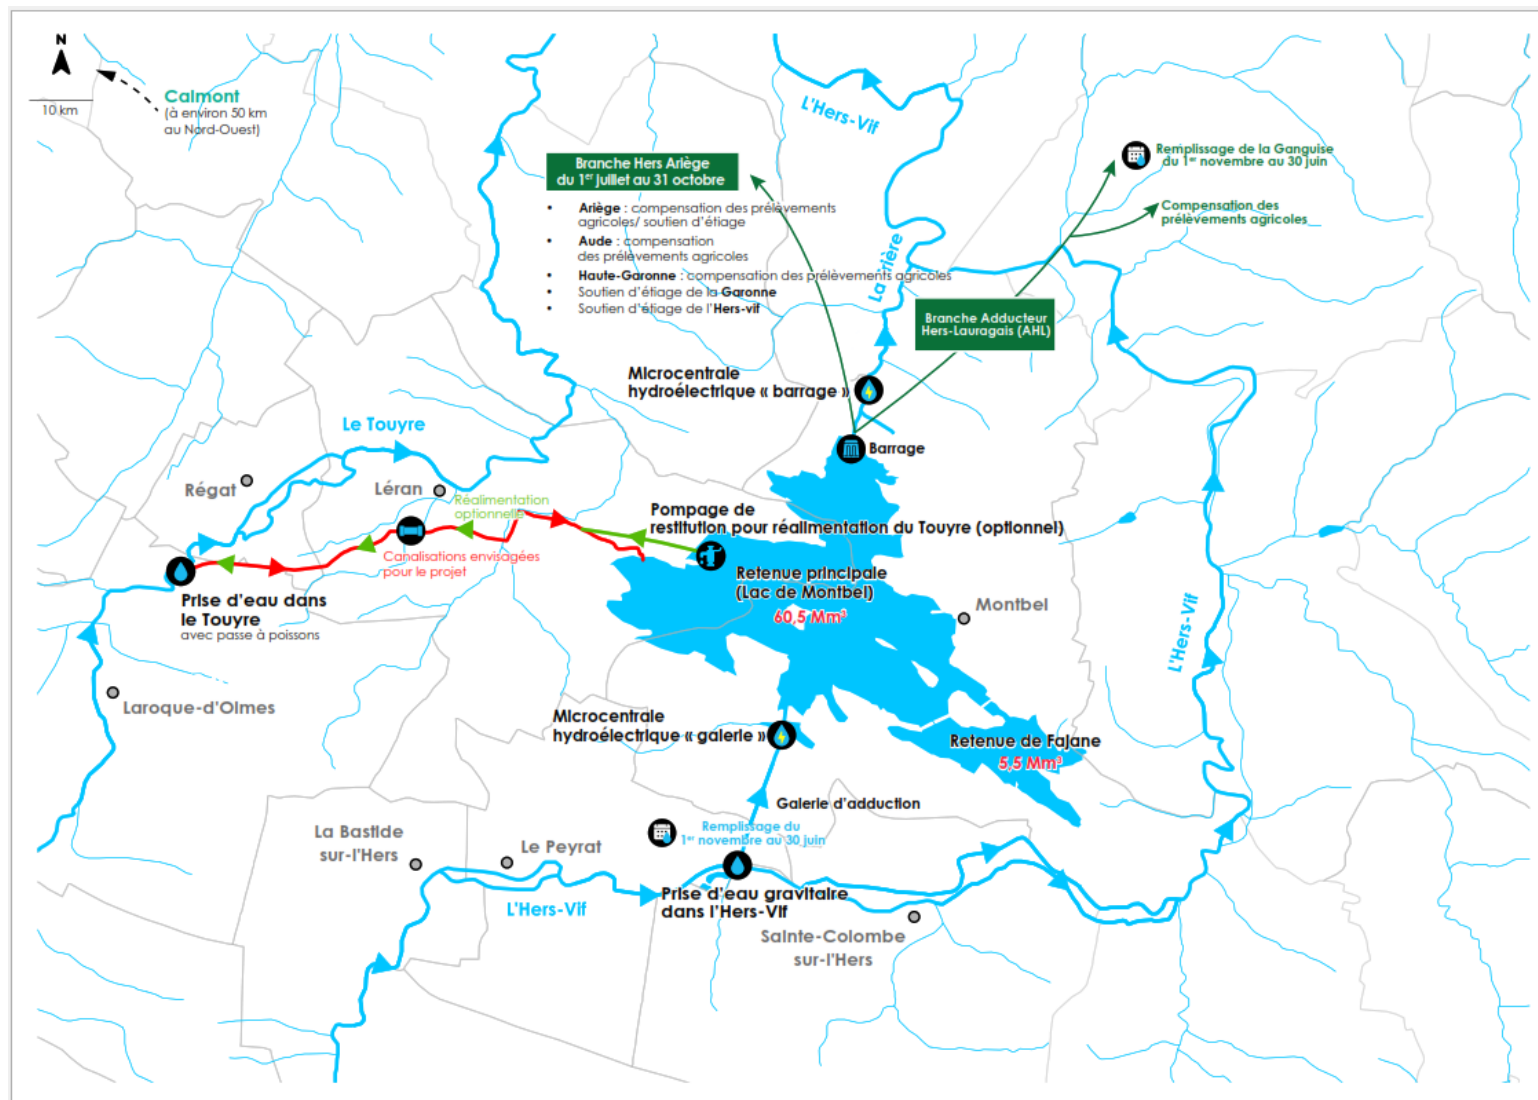 N
10 km
Calmont
(à environ 50 km
au Nord-Ouest)
L'Hers-Vif
Branche Hers Ariège
du 1er juillet au 31 octobre
• Ariège : compensation des prélèvements
agricoles/ soutien d'étiage
• Aude : compensation
des prélèvements agricoles
• Haute-Garonne : compensation des prélèvements agricoles
• Soutien d'étiage de la Garonne
• Soutien d'étiage de l'Hers-vif
Remplissage de la Ganguise
du 1er novembre au 30 juin
Compensation des
prélèvements agricoles
Branche Adducteur
Hers-Lauragais (AHL)
Microcentrale
hydroélectrique « barrage »
Barrage
Le Touyre
Régat
Léran
Réalimentation
optionnelle
Canalisations envisagées
pour le projet
Pompage de
restitution pour réalimentation du Touyre (optionnel)
Retenue principale
(Lac de Montbel)
60,5 Mm³
Montbel
Prise d'eau dans
le Touyre
avec passe à poissons
L'Hers-Vif
Laroque-d'Olmes
Microcentrale
hydroélectrique « galerie »
Retenue de Fajane
5,5 Mm³
Galerie d'adduction
Remplissage du
1er novembre au 30 juin
La Bastide
sur-l'Hers
Le Peyrat
L'Hers-Vif
Prise d'eau gravitaire
dans l'Hers-Vif
Sainte-Colombe
sur-l'Hers